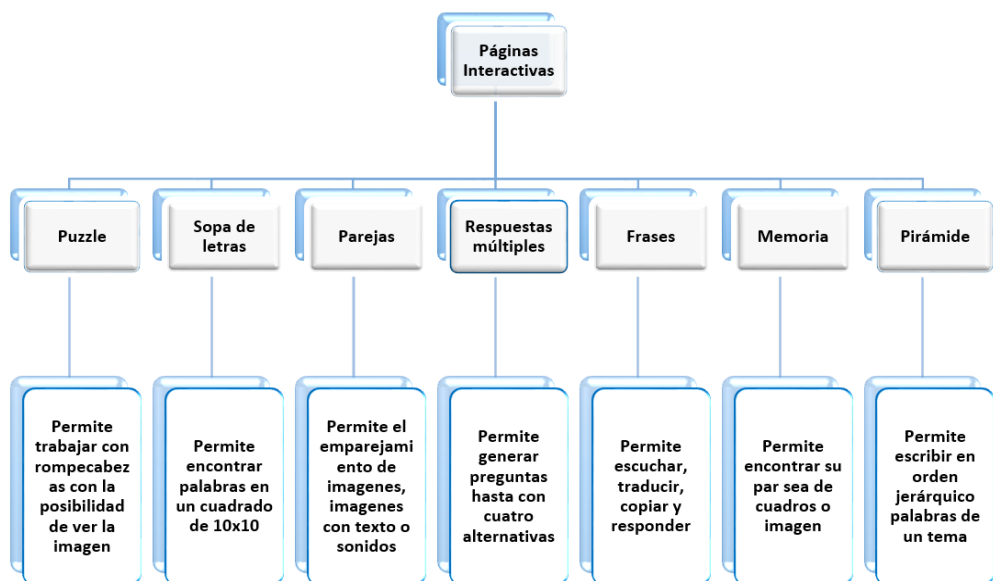 Páginas
Interactivas
Puzzle
Sopa de
letras
Parejas
Respuestas
múltiples
Frases
Memoria
Pirámide
Permite
trabajar con
rompecabez
as con la
posibilidad
de ver la
imagen
Permite
encontrar
palabras en
un cuadrado
de 10x10
Permite el
emparejami
ento de
imagenes,
imagenes
con texto o
sonidos
Permite
generar
preguntas
hasta con
cuatro
alternativas
Permite
escuchar,
traducir,
copiar y
responder
Permite
encontrar su
par sea de
cuadros o
imagen
Permite
escribir en
orden
jerárquico
palabras de
un tema